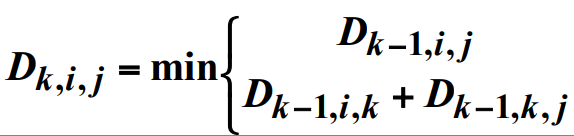 D_{k,i,j} = min{ D_{k−1,i,j}
D_{k−1,i,k} + D_{k−1,k,j}